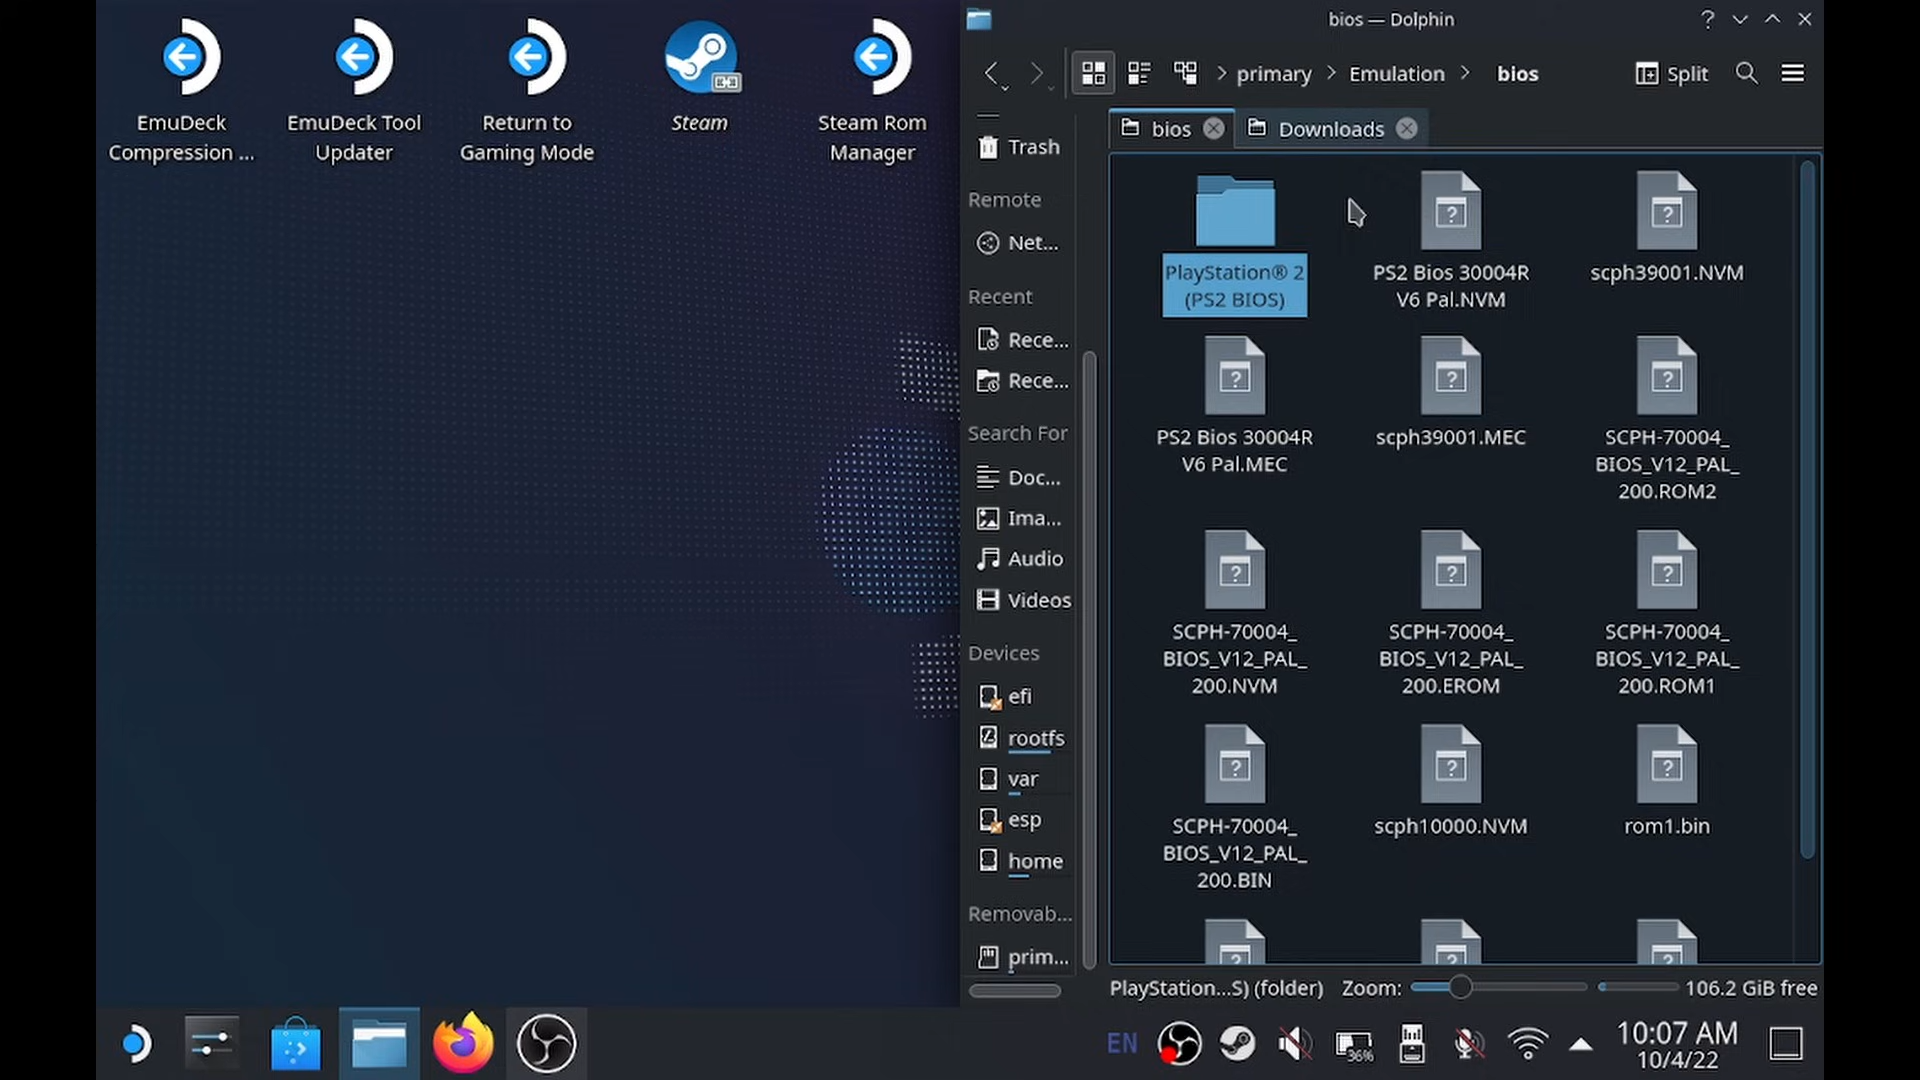 EmuDeck
Compression ...
EmuDeck Tool
Updater
Return to
Gaming Mode
Steam
Steam Rom
Manager
bios — Dolphin
primary
Emulation
bios
Split
bios
Downloads
Trash
Remote
Net...
Recent
Rece...
Rece...
Search For
Doc...
Ima...
Audio
Videos
Devices
efi
rootfs
var
esp
home
Removab...
prim...
PlayStation® 2
(PS2 BIOS)
PS2 Bios 30004R
V6 Pal.NVM
scph39001.NVM
PS2 Bios 30004R
V6 Pal.MEC
scph39001.MEC
SCPH-70004_
BIOS_V12_PAL_
200.ROM2
SCPH-70004_
BIOS_V12_PAL_
200.NVM
SCPH-70004_
BIOS_V12_PAL_
200.EROM
SCPH-70004_
BIOS_V12_PAL_
200.ROM1
SCPH-70004_
BIOS_V12_PAL_
200.BIN
scph10000.NVM
rom1.bin
PlayStation...S) (folder)
Zoom:
106.2 GiB free
EN
36%
10:07 AM
10/4/22